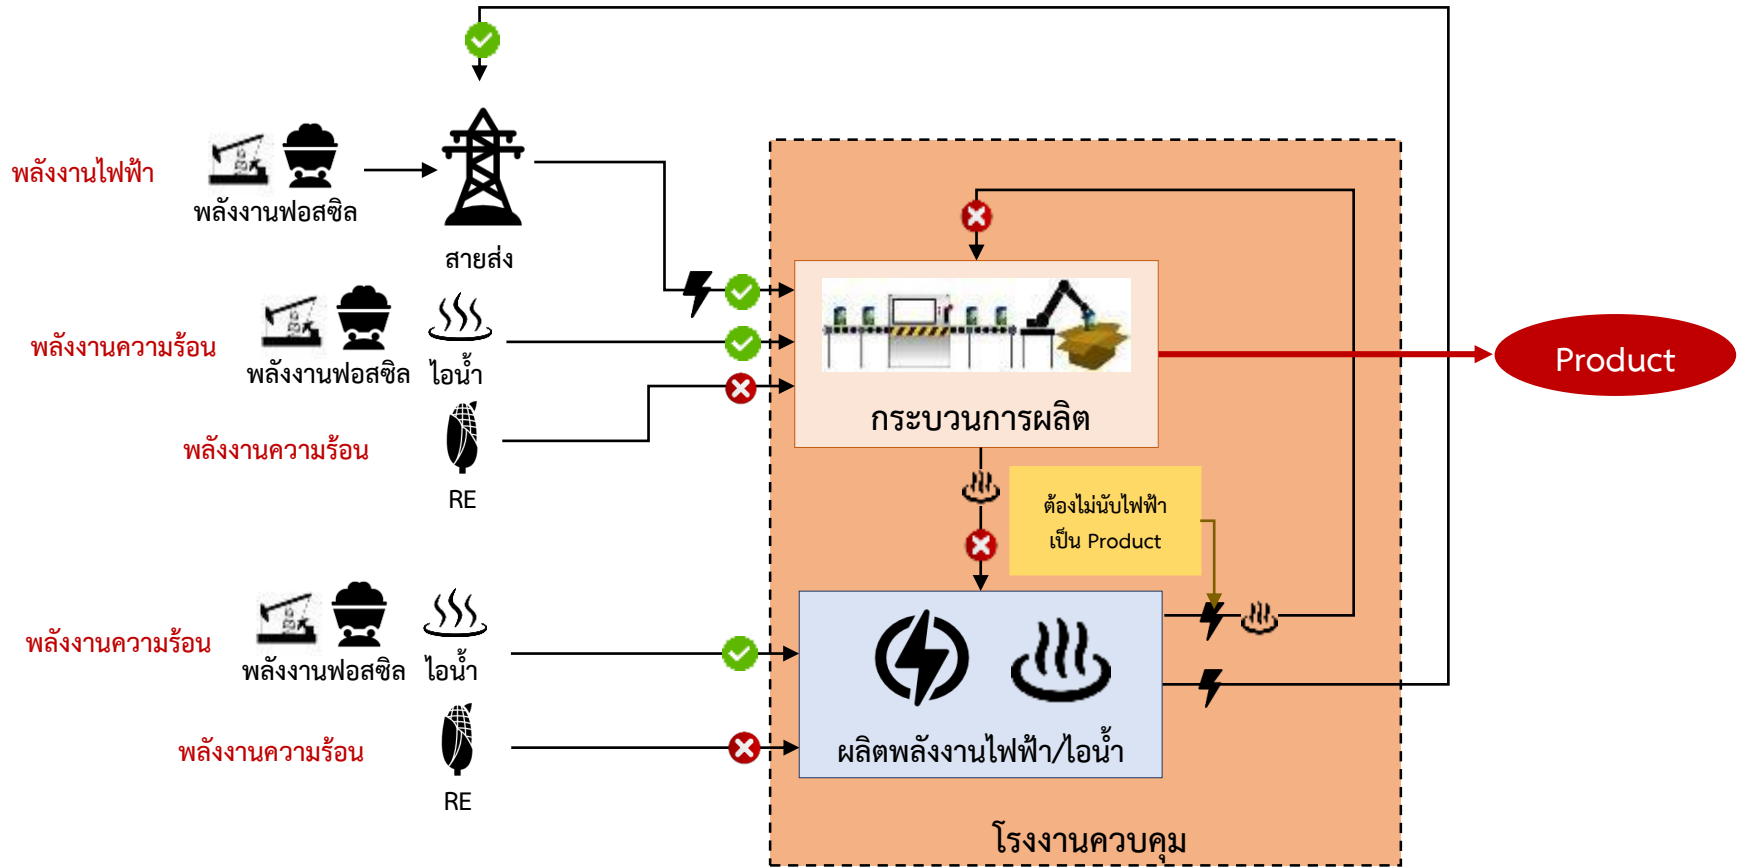 พลังงานไฟฟ้า
พลังงานฟอสซิล
สายส่ง
พลังงานความร้อน
พลังงานฟอสซิล
ไอน้ำ
พลังงานความร้อน
RE
กระบวนการผลิต
Product
ต้องไม่นับไฟฟ้า
เป็น Product
พลังงานความร้อน
พลังงานฟอสซิล
ไอน้ำ
พลังงานความร้อน
RE
ผลิตพลังงานไฟฟ้า/ไอน้ำ
โรงงานควบคุม